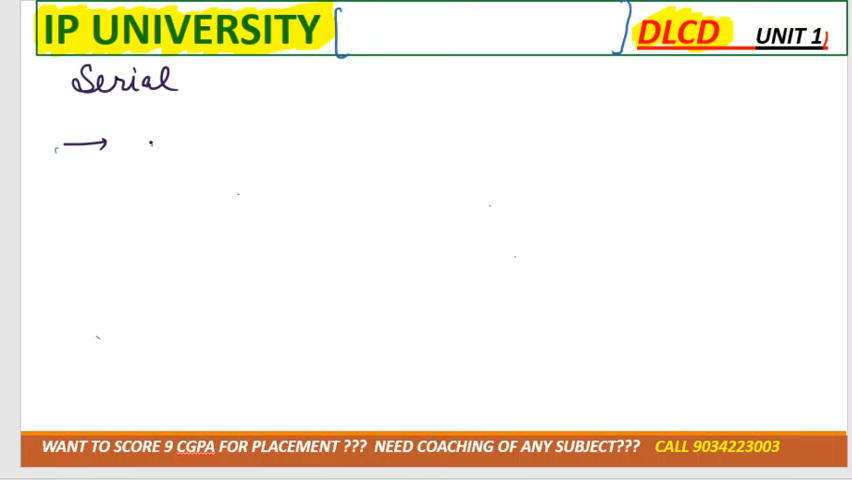 IP UNIVERSITY DLCD UNIT 1)
Serial
WANT TO SCORE 9 CGPA FOR PLACEMENT ??? NEED COACHING OF ANY SUBJECT??? CALL 9034223003